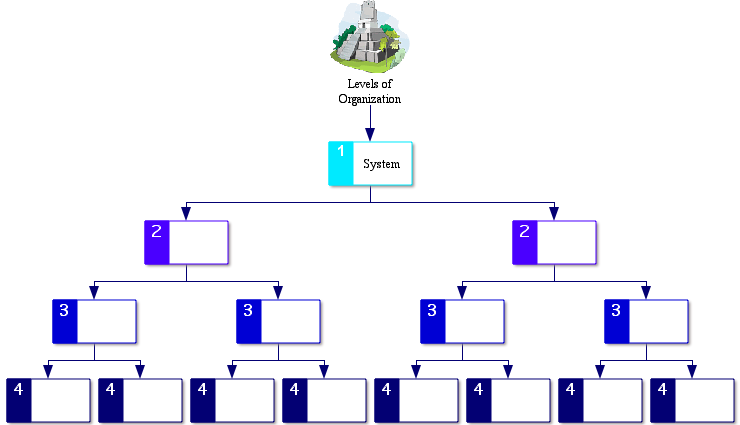 Levels of
Organization
1 System
2 2
3 3 3 3
4 4 4 4 4 4 4 4